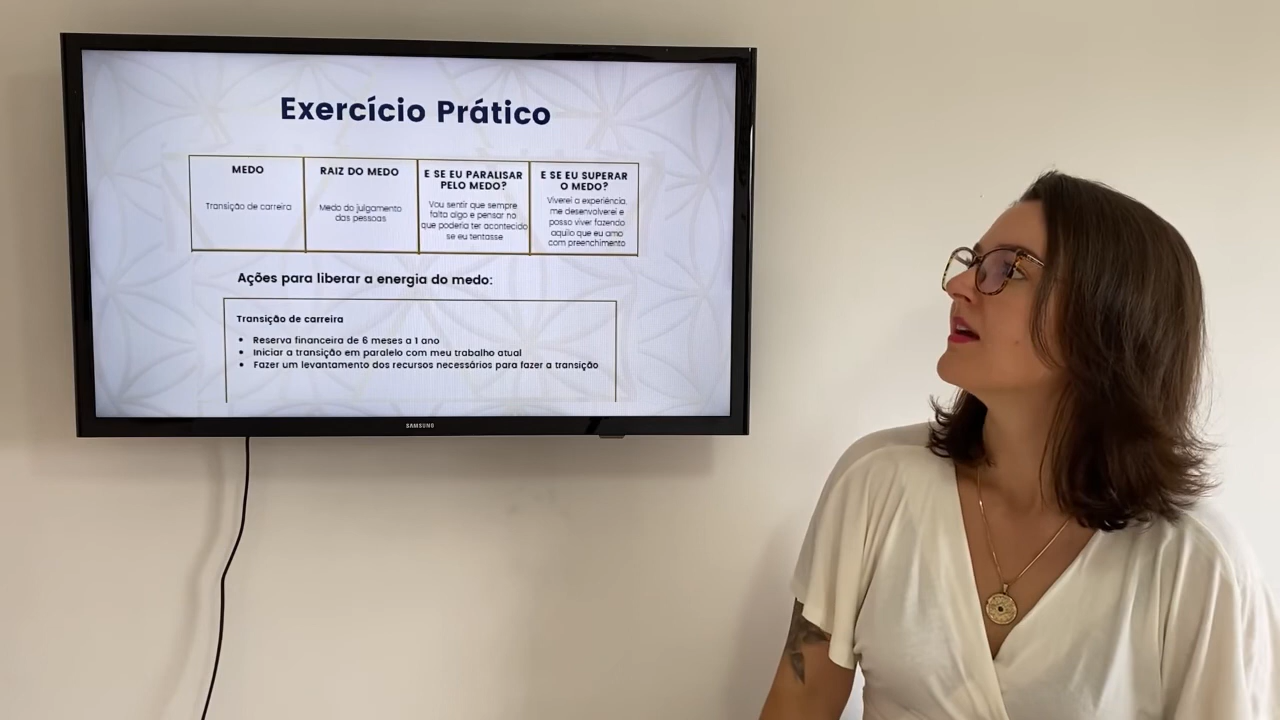 Exercício Prático
MEDO
Transição de carreira
RAIZ DO MEDO
Medo do julgamento
das pessoas
E SE EU PARALISAR
PELO MEDO?
Vou sentir que sempre
falta algo e pensar no
que poderia ter acontecido
se eu tentasse
E SE EU SUPERAR
O MEDO?
Viverei a experiência,
me desenvolverei e
posso viver fazendo
aquilo que eu amo
com preenchimento
Ações para liberar a energia do medo:
Transição de carreira
• Reserva financeira de 6 meses a 1 ano
• Iniciar a transição em paralelo com meu trabalho atual
• Fazer um levantamento dos recursos necessários para fazer a transição
SAMSUNG